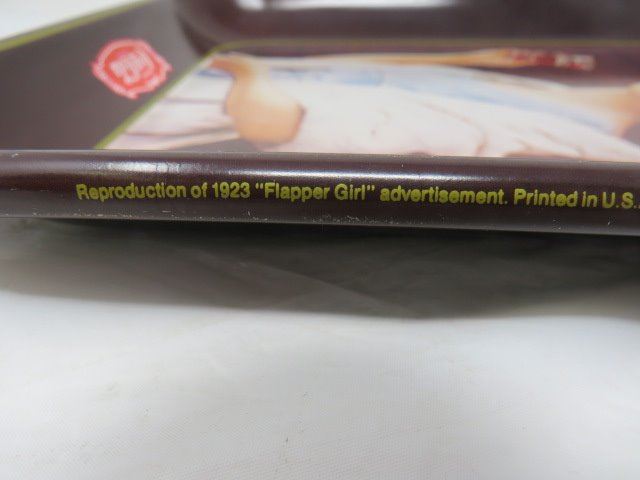 Reproduction of 1923 "Flapper Girl" advertisement. Printed in U.S.